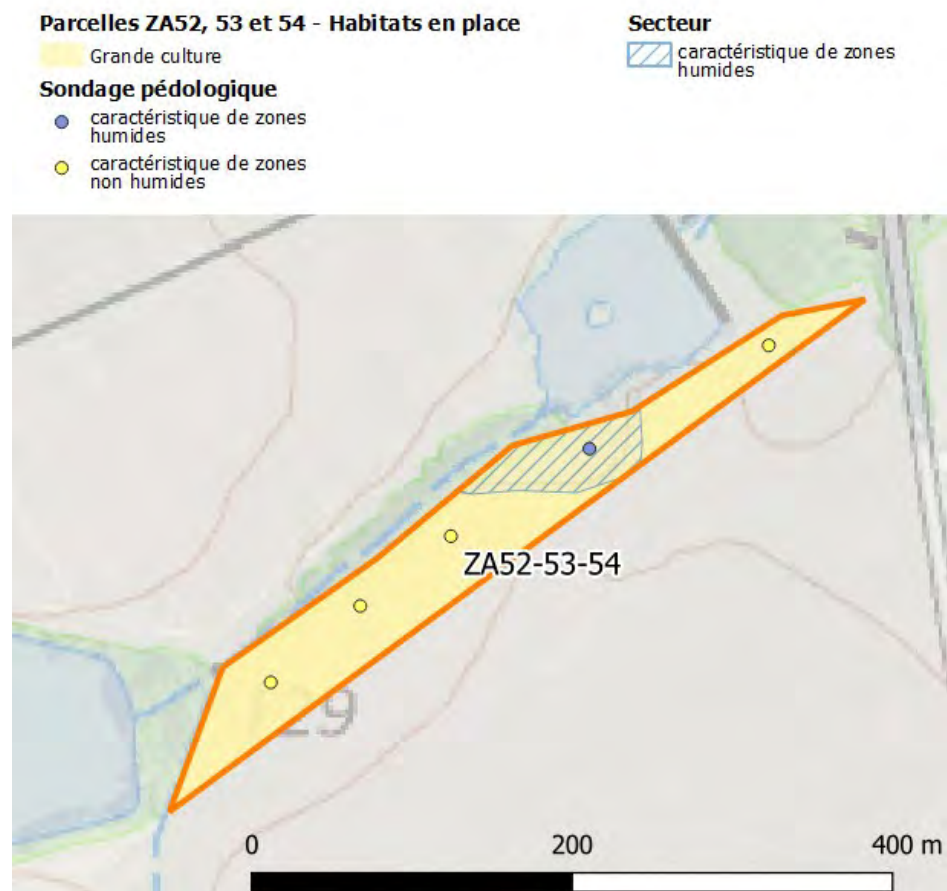 Parcelles ZA52, 53 et 54 - Habitats en place
Grande culture
Sondage pédologique
caractéristique de zones
humides
caractéristique de zones
non humides
Secteur
caractéristique de zones
humides
ZA52-53-54
29
0 200 400 m